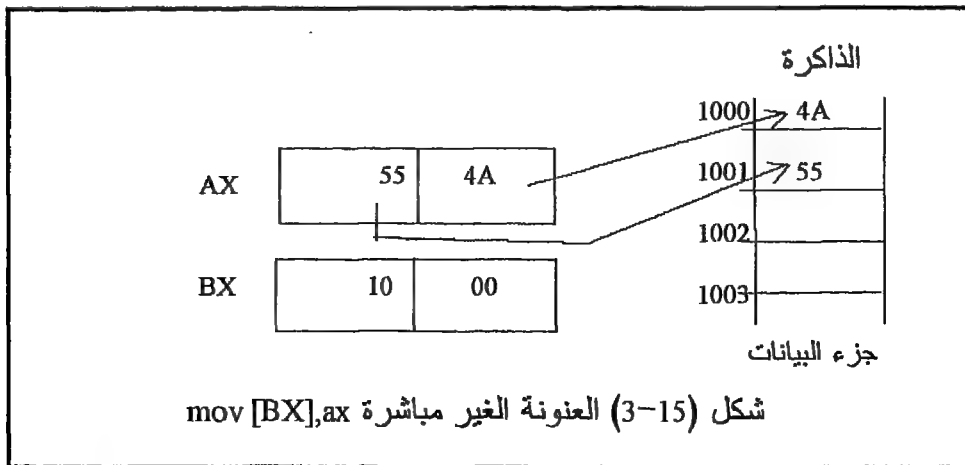 الذاكرة
1000 4A
AX 55 4A
1001 55
1002
BX 10 00
1003
جزء البيانات
شكل (3-15) العنونة الغير مباشرة mov [BX],ax